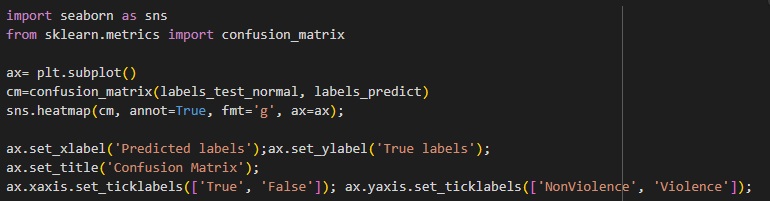 import seaborn as sns
from sklearn.metrics import confusion_matrix
ax= plt.subplot()
cm=confusion_matrix(labels_test_normal, labels_predict)
sns.heatmap(cm, annot=True, fmt='g', ax=ax);
ax.set_xlabel('Predicted labels');ax.set_ylabel('True labels');
ax.set_title('Confusion Matrix');
ax.xaxis.set_ticklabels(['True', 'False']); ax.yaxis.set_ticklabels(['NonViolence', 'Violence']);